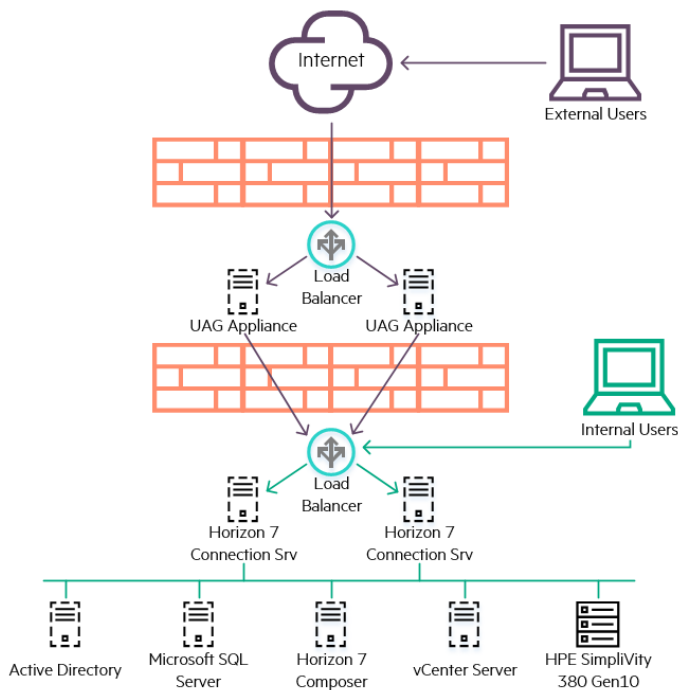 Internet
External Users
Load
Balancer
UAG Appliance
UAG Appliance
Internal Users
Load
Balancer
Horizon 7
Connection Srv
Horizon 7
Connection Srv
Active Directory
Microsoft SQL
Server
Horizon 7
Composer
vCenter Server
HPE SimpliVity
380 Gen10